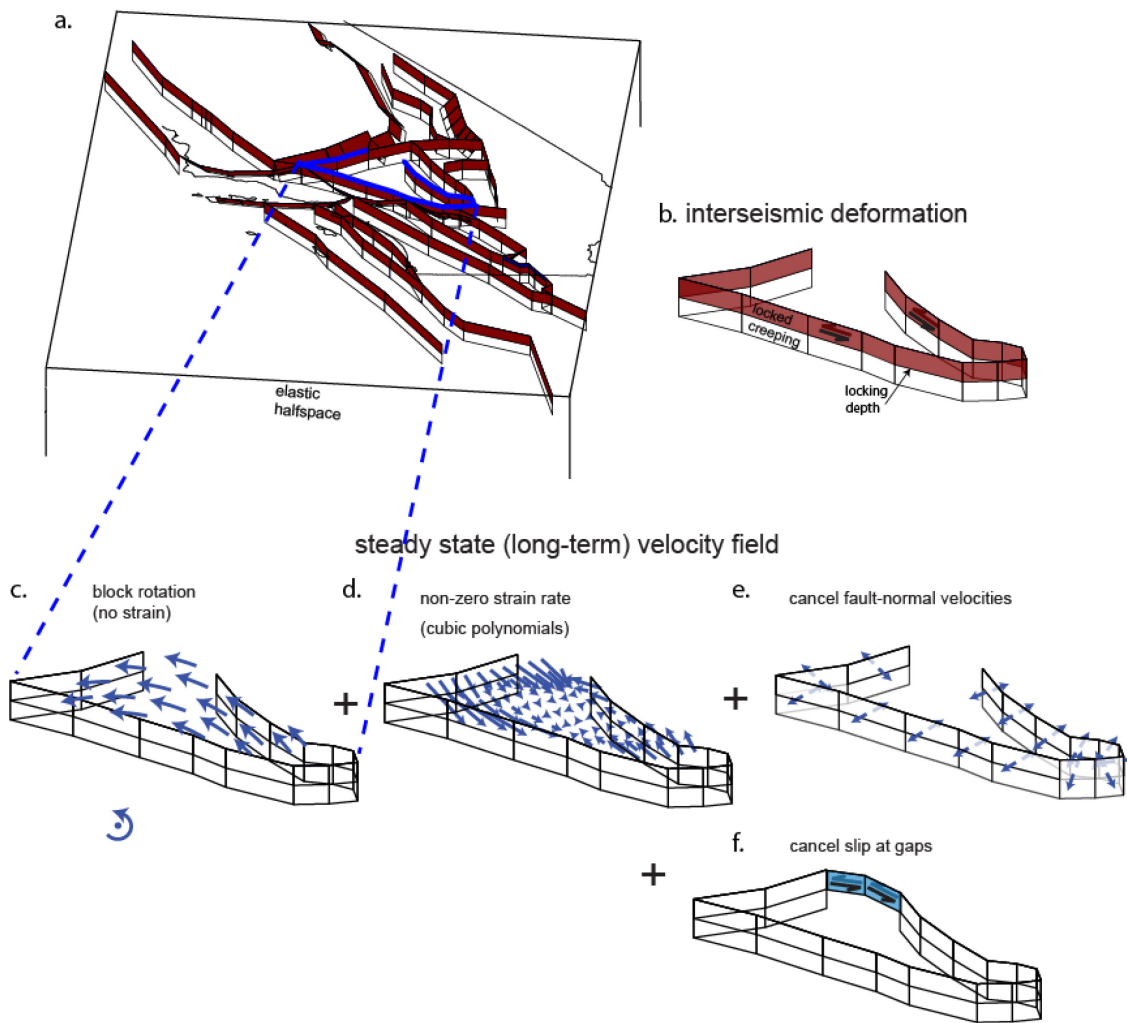 a.
elastic
halfspace
b. interseismic deformation
locked
creeping
locking
depth
steady state (long-term) velocity field
c.
block rotation
(no strain)
d.
non-zero strain rate
(cubic polynomials)
e.
cancel fault-normal velocities
+
+
+
f.
cancel slip at gaps